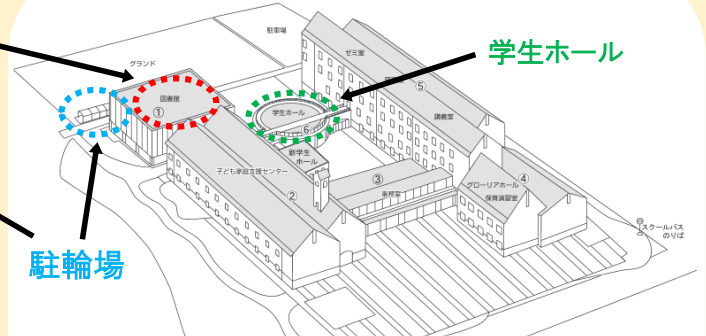 駐車場
グランド
ゼミ室
学生ホール
図書館
⑤
①
学生ホール
講義室
⑥
新学生
ホール
子ども家庭支援センター
③
②
事務室
グローリアホール
④
保育演習室
スクールバス
のりば
駐輪場